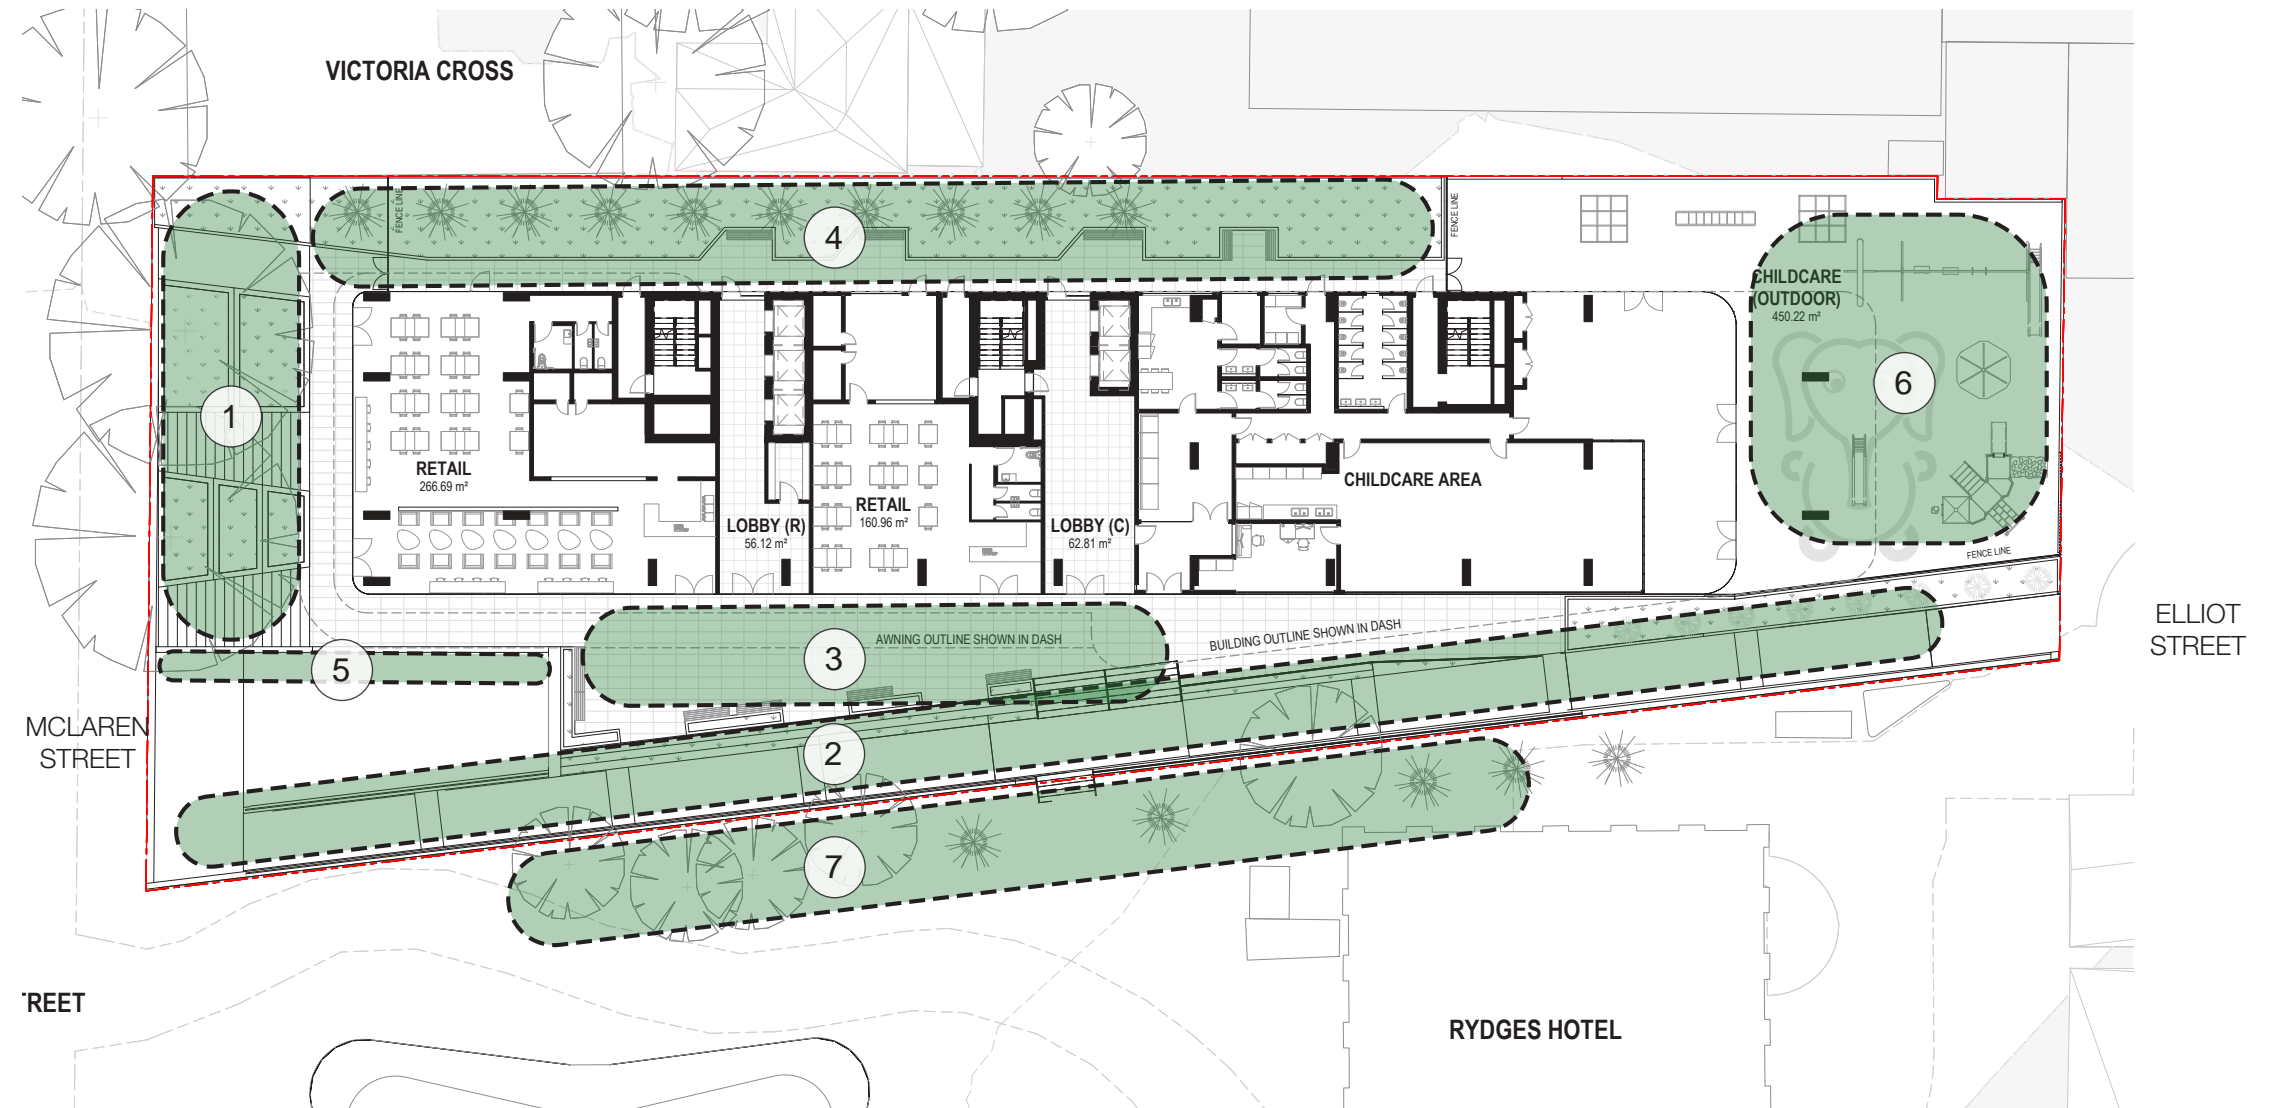 VICTORIA CROSS
FENCE LINE
4
FENCE LINE
CHILDCARE
(OUTDOOR)
450.22 m²
6
1
RETAIL
266.69 m²
RETAIL
160.96 m²
LOBBY (R)
56.12 m²
LOBBY (C)
62.81 m²
CHILDCARE AREA
FENCE LINE
AWNING OUTLINE SHOWN IN DASH
BUILDING OUTLINE SHOWN IN DASH
3
5
ELLIOT
STREET
MCLAREN
STREET
2
7
REET
RYDGES HOTEL